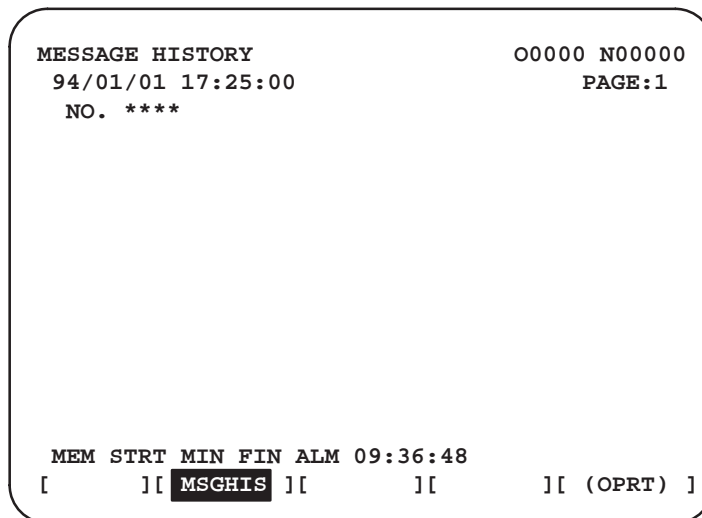 MESSAGE HISTORY O0000 N00000
94/01/01 17:25:00 PAGE:1
NO. ****
MEM STRT MIN FIN ALM 09:36:48
[ ][ MSGHIS ][ ][ ][ (OPRT) ]